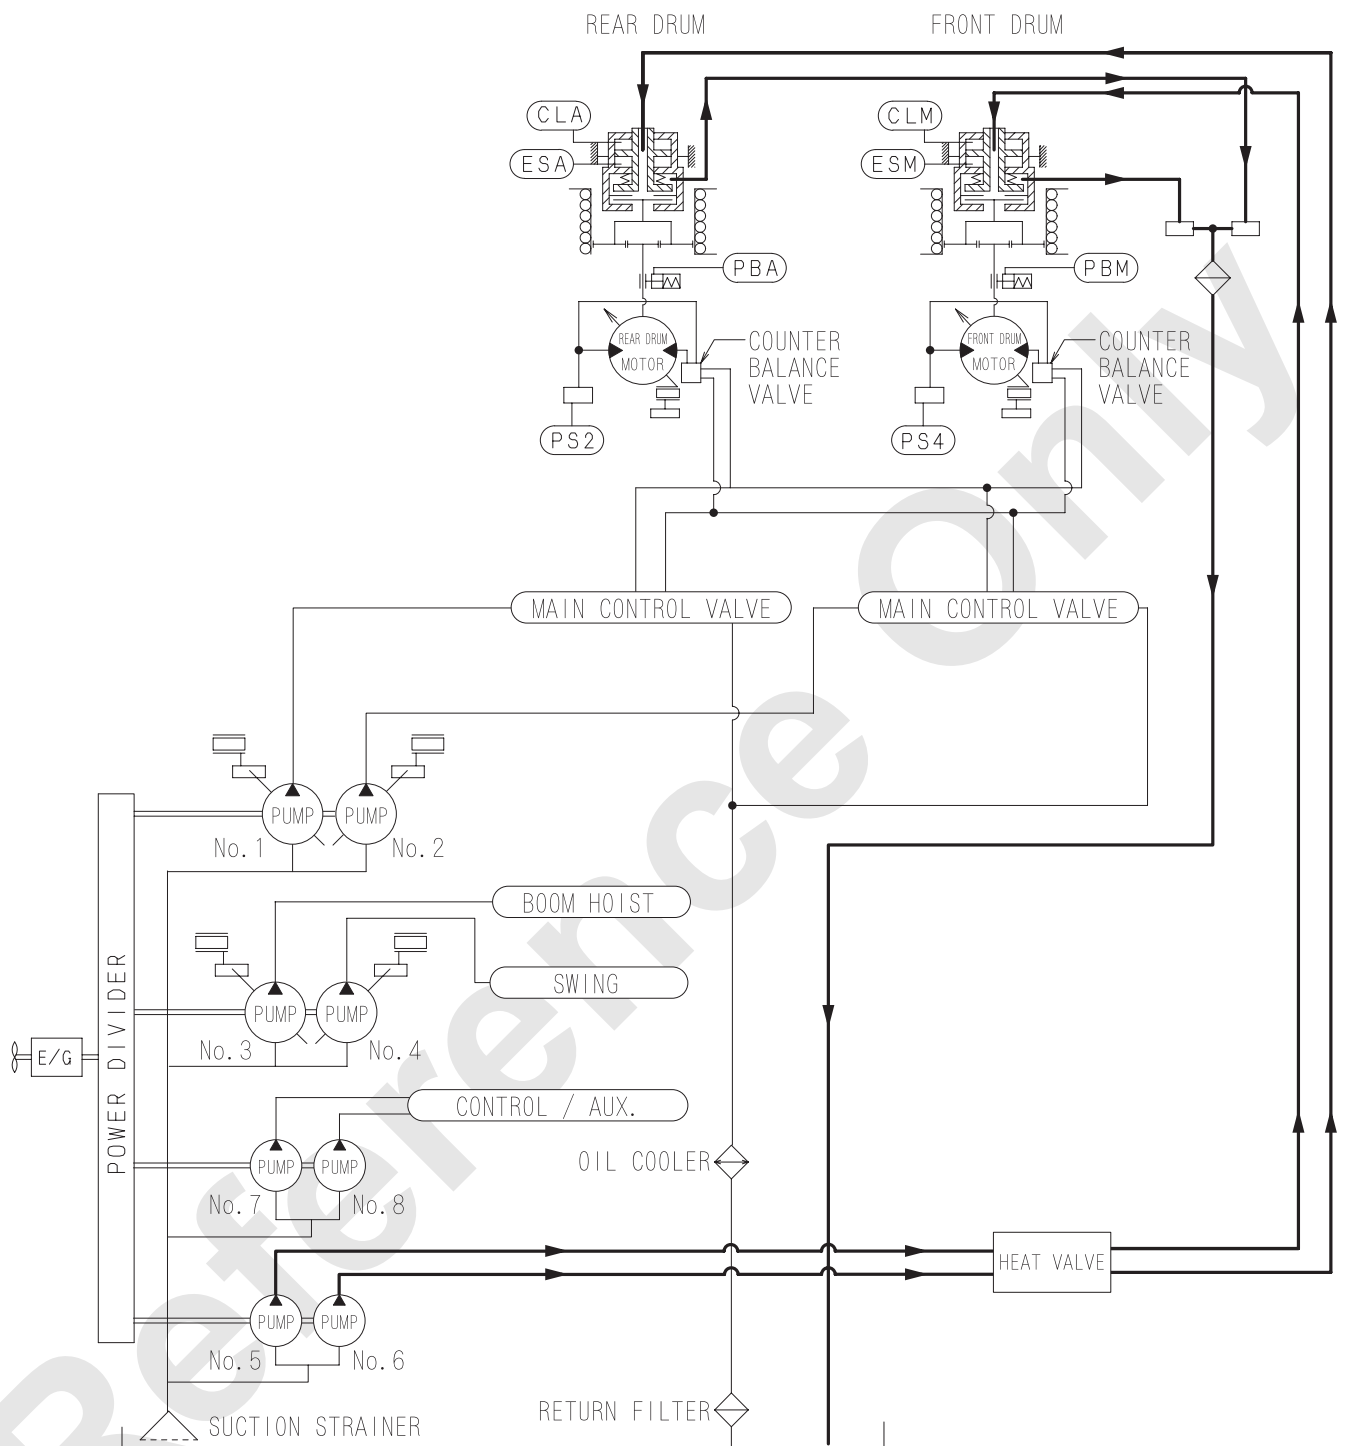 REAR DRUM
FRONT DRUM
CLA
CLM
ESA
ESM
PBA
PBM
REAR DRUM
MOTOR
COUNTER
BALANCE
VALVE
FRONT DRUM
MOTOR
COUNTER
BALANCE
VALVE
PS2
PS4
MAIN CONTROL VALVE
MAIN CONTROL VALVE
PUMP
PUMP
No.1
No.2
BOOM HOIST
SWING
PUMP
PUMP
No.3
No.4
E/G
POWER DIVIDER
CONTROL / AUX.
PUMP
PUMP
No.7
No.8
OIL COOLER
HEAT VALVE
PUMP
PUMP
No.5
No.6
SUCTION STRAINER
RETURN FILTER
Reference Only